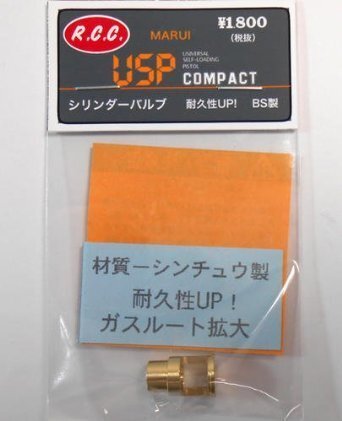 R.C.C.
MARUI
¥1,800
(税抜)
USP
UNIVERSAL
SELF-LOADING
PISTOL
COMPACT
シリンダーバルブ 耐久性UP! BS製
材質ーシンチュウ製
耐久性UP!
ガスルート拡大